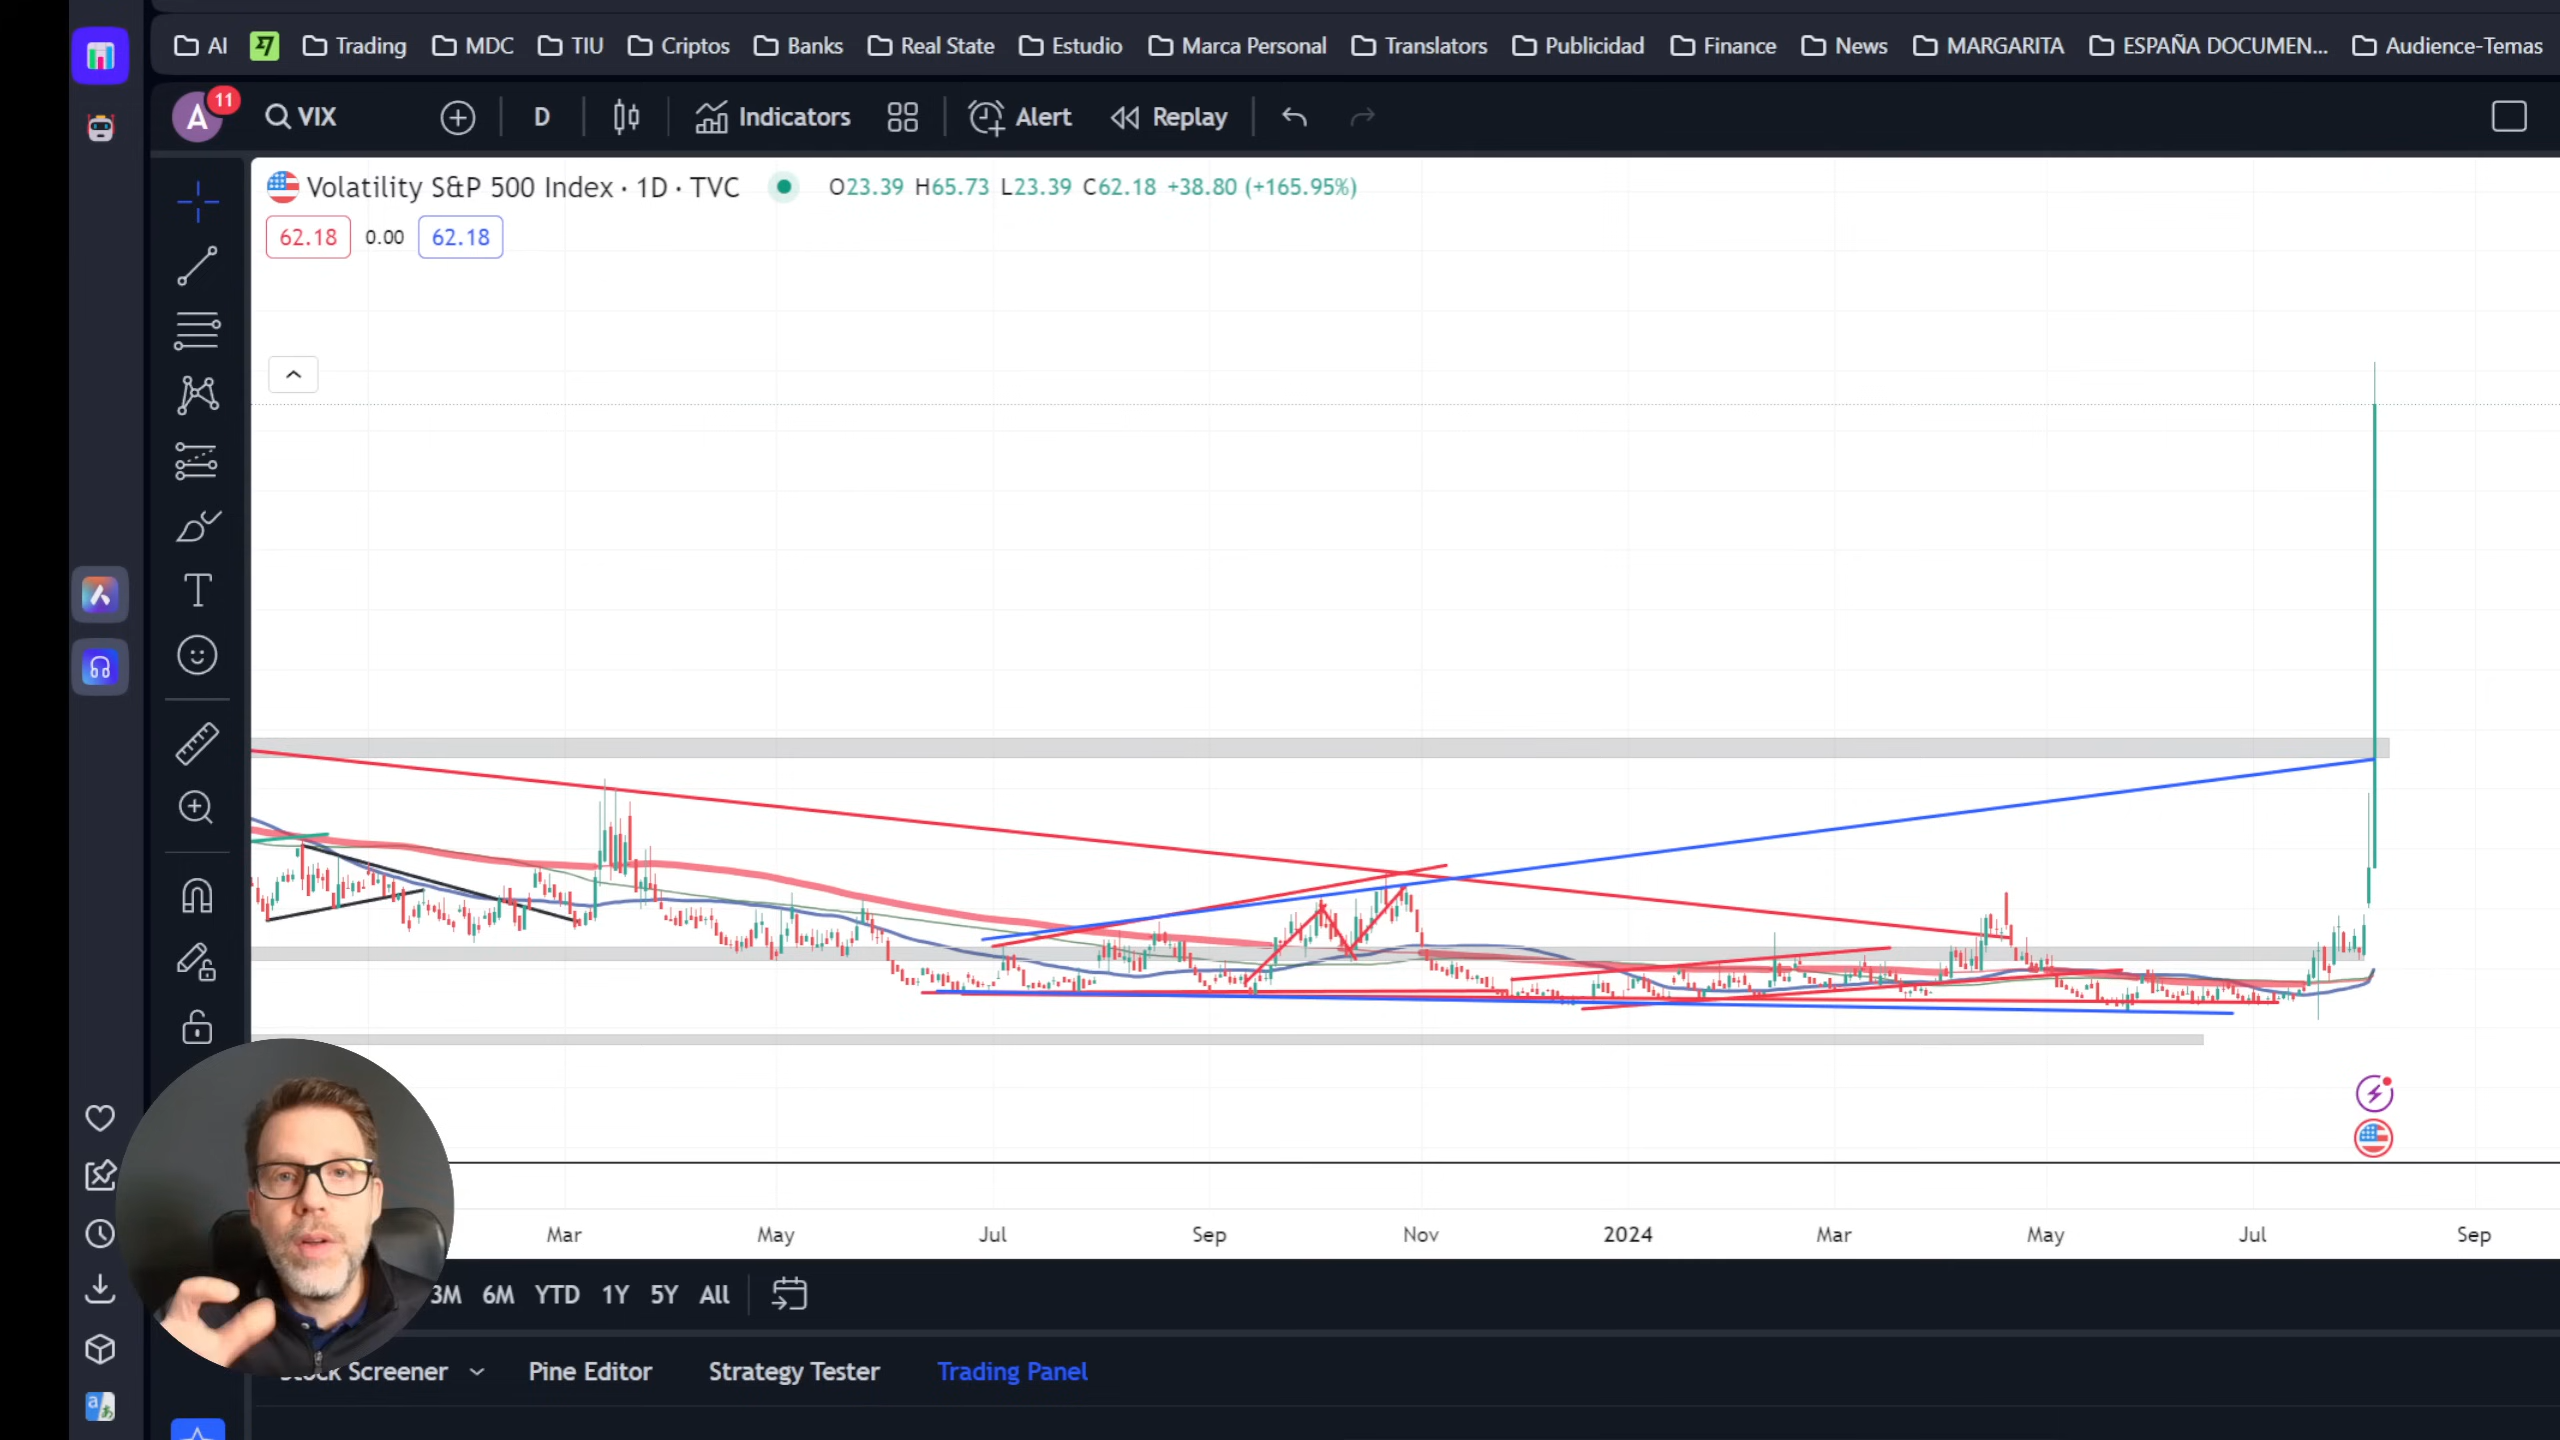 AI Trading MDC TIU Criptos Banks Real State Estudio Marca Personal Translators Publicidad Finance News MARGARITA ESPAÑA DOCUMEN... Audience-Temas
A 11 VIX D Indicators Alert Replay
Volatility S&P 500 Index · 1D · TVC O23.39 H65.73 L23.39 C62.18 +38.80 (+165.95%)
62.18 0.00 62.18
T
Mar May Jul Sep Nov 2024 Mar May Jul Sep
3M 6M YTD 1Y 5Y All
Screener Pine Editor Strategy Tester Trading Panel